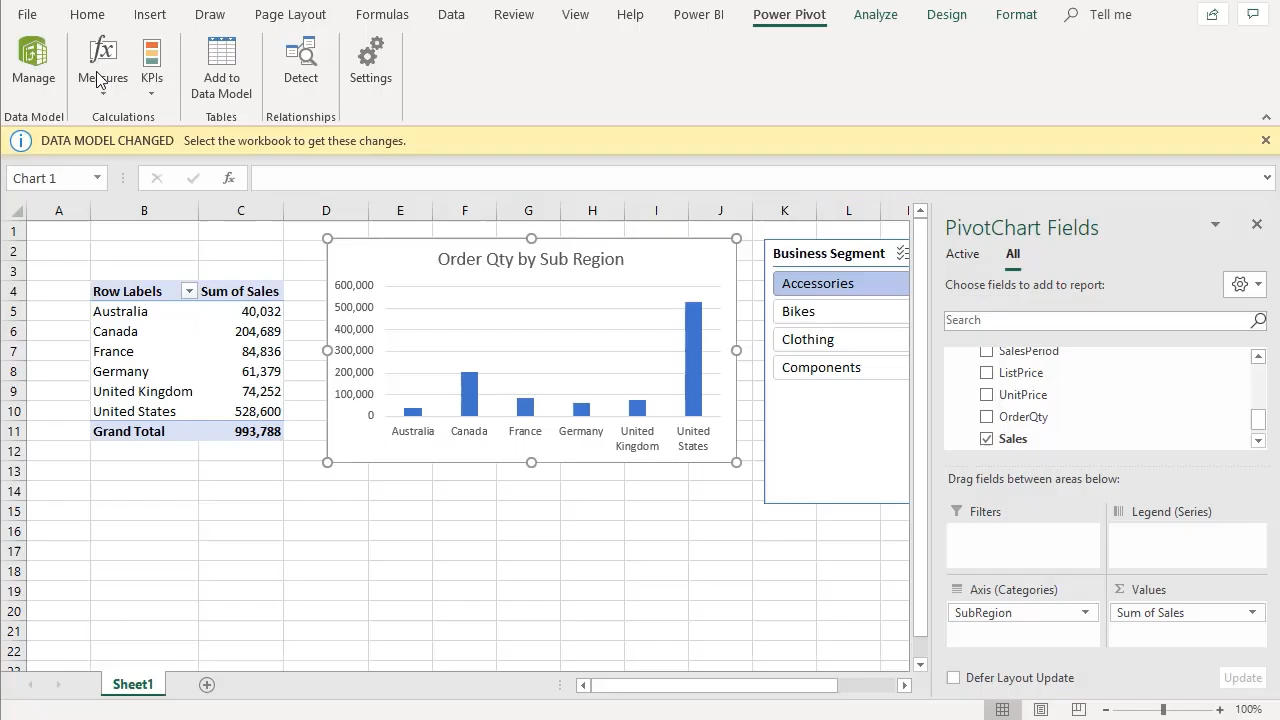 File Home Insert Draw Page Layout Formulas Data Review View Help Power BI Power Pivot Analyze Design Format Tell me
Manage
Measures
KPIs
Add to
Data Model
Detect
Settings
Data Model Calculations Tables Relationships
DATA MODEL CHANGED Select the workbook to get these changes.
Chart 1
fx
A B C D E F G H I J K L
1
2
3
4 Row Labels Sum of Sales
5 Australia 40,032
6 Canada 204,689
7 France 84,836
8 Germany 61,379
9 United Kingdom 74,252
10 United States 528,600
11 Grand Total 993,788
12
13
14
15
16
17
18
19
20
21
22
Order Qty by Sub Region
600,000
500,000
400,000
300,000
200,000
100,000
0
Australia Canada France Germany United Kingdom United States
Business Segment
Accessories
Bikes
Clothing
Components
PivotChart Fields
Active All
Choose fields to add to report:
Search
SalesPeriod
ListPrice
UnitPrice
OrderQty
Sales
Drag fields between areas below:
Filters
Legend (Series)
Axis (Categories)
Σ Values
SubRegion
Sum of Sales
Defer Layout Update
Update
Sheet1
100%